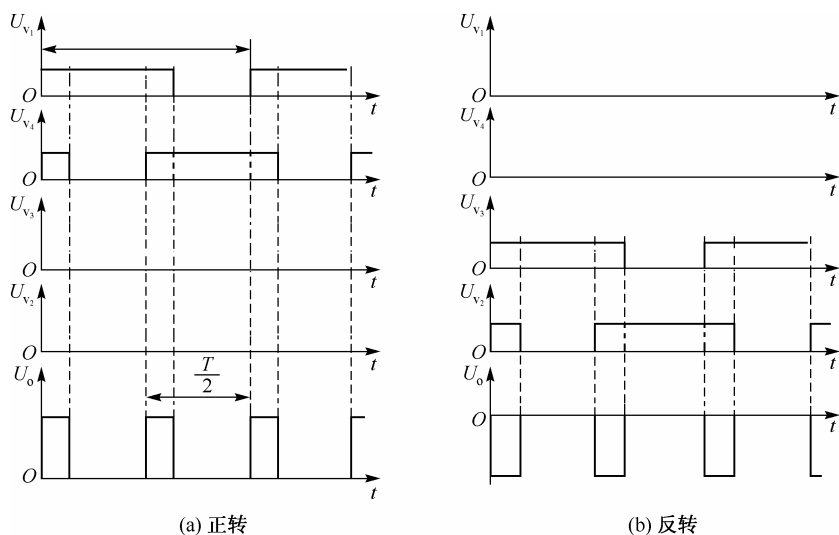 U_{V_1}
O
t
U_{V_4}
O
t
U_{V_3}
O
t
U_{V_2}
O
t
U_o
T/2
O
t
(a) 正转
U_{V_1}
O
t
U_{V_4}
O
t
U_{V_3}
O
t
U_{V_2}
O
t
U_o
O
t
(b) 反转